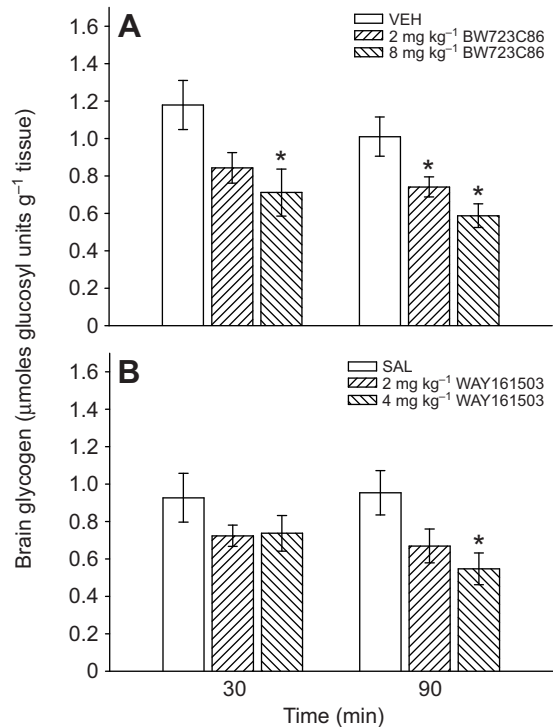 A
VEH
2 mg kg⁻¹ BW723C86
8 mg kg⁻¹ BW723C86
1.6
1.4
1.2
1.0
0.8
0.6
0.4
0.2
0
*
*
*
B
SAL
2 mg kg⁻¹ WAY161503
4 mg kg⁻¹ WAY161503
1.6
1.4
1.2
1.0
0.8
0.6
0.4
0.2
0
*
30 90
Time (min)
Brain glycogen (μmoles glucosyl units g⁻¹ tissue)